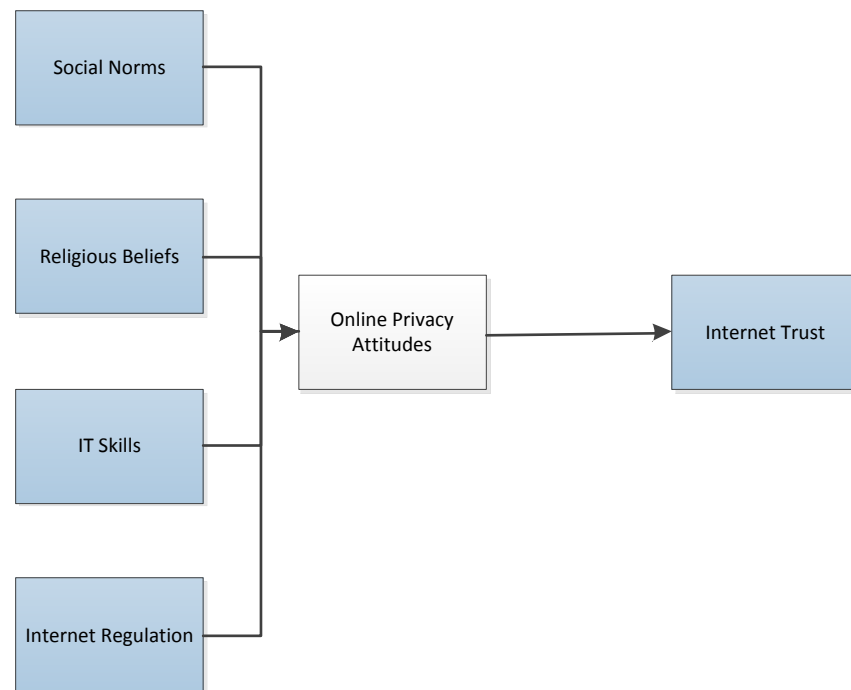 Social Norms
Religious Beliefs
Online Privacy
Attitudes
Internet Trust
IT Skills
Internet Regulation